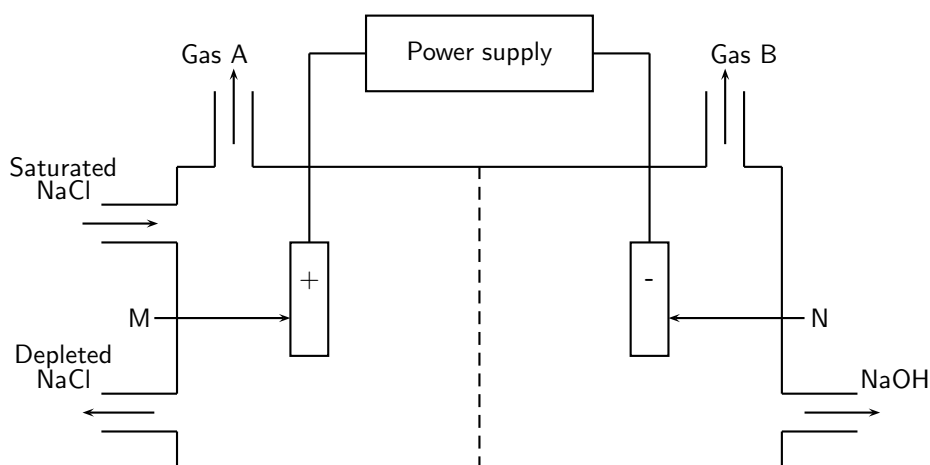 Power supply
Gas A
Gas B
Saturated
NaCl
+
-
M
N
Depleted
NaCl
NaOH